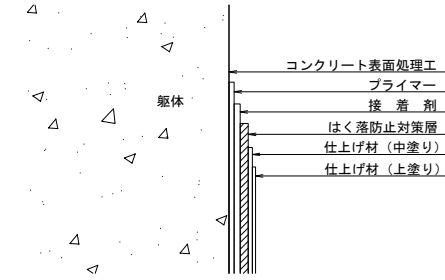 コンクリート表面処理工
プライマー
躯体
接　着　剤
はく落防止対策層
仕上げ材（中塗り）
仕上げ材（上塗り）